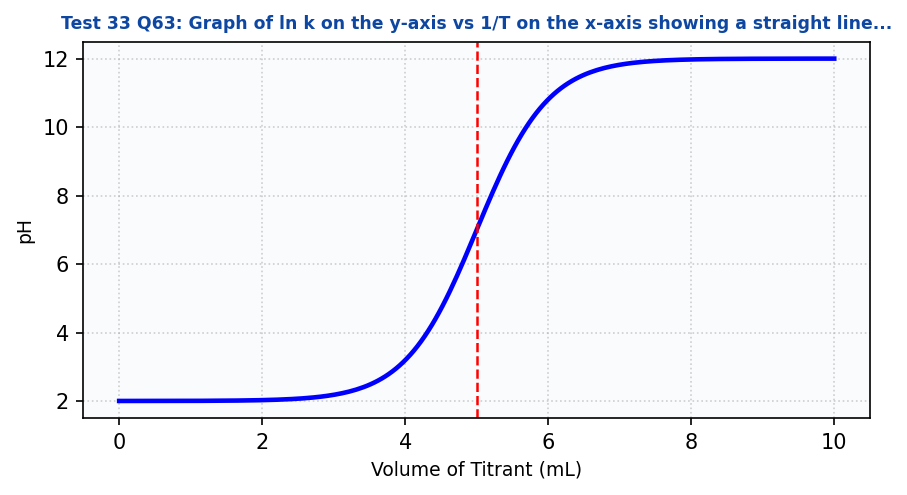 Test 33 Q63: Graph of ln k on the y-axis vs 1/T on the x-axis showing a straight line...
12
10
8
6
4
2
pH
0 2 4 6 8 10
Volume of Titrant (mL)